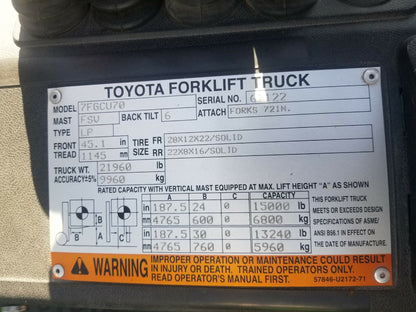 TOYOTA FORKLIFT TRUCK
MODEL 7FGCU70 SERIAL NO.
MAST FSV BACK TILT 6 ATTACH FORKS 72IN.
TYPE LP
FRONT 45.1 in TIRE FR 28X12X22/SOLID
TREAD 1145 mm SIZE RR 22X8X16/SOLID
TRUCK WT. 21960 lb
ACCURACY±5% 9960 kg
RATED CAPACITY WITH VERTICAL MAST EQUIPPED AT MAX. LIFT HEIGHT "A" AS SHOWN
A B C CAPACITY
in 187.5 24 0 15000 lb
mm 4765 600 0 6800 kg
in 187.5 30 0 13240 lb
mm 4765 760 0 5960 kg
A B C
THIS FORKLIFT TRUCK
MEETS OR EXCEEDS DESIGN
SPECIFICATIONS OF ASME/
ANSI B56.1 IN EFFECT ON
THE DATE OF MANUFACTURE.
WARNING
IMPROPER OPERATION OR MAINTENANCE COULD RESULT
IN INJURY OR DEATH. TRAINED OPERATORS ONLY.
READ OPERATOR'S MANUAL FIRST.
57846-U2172-71